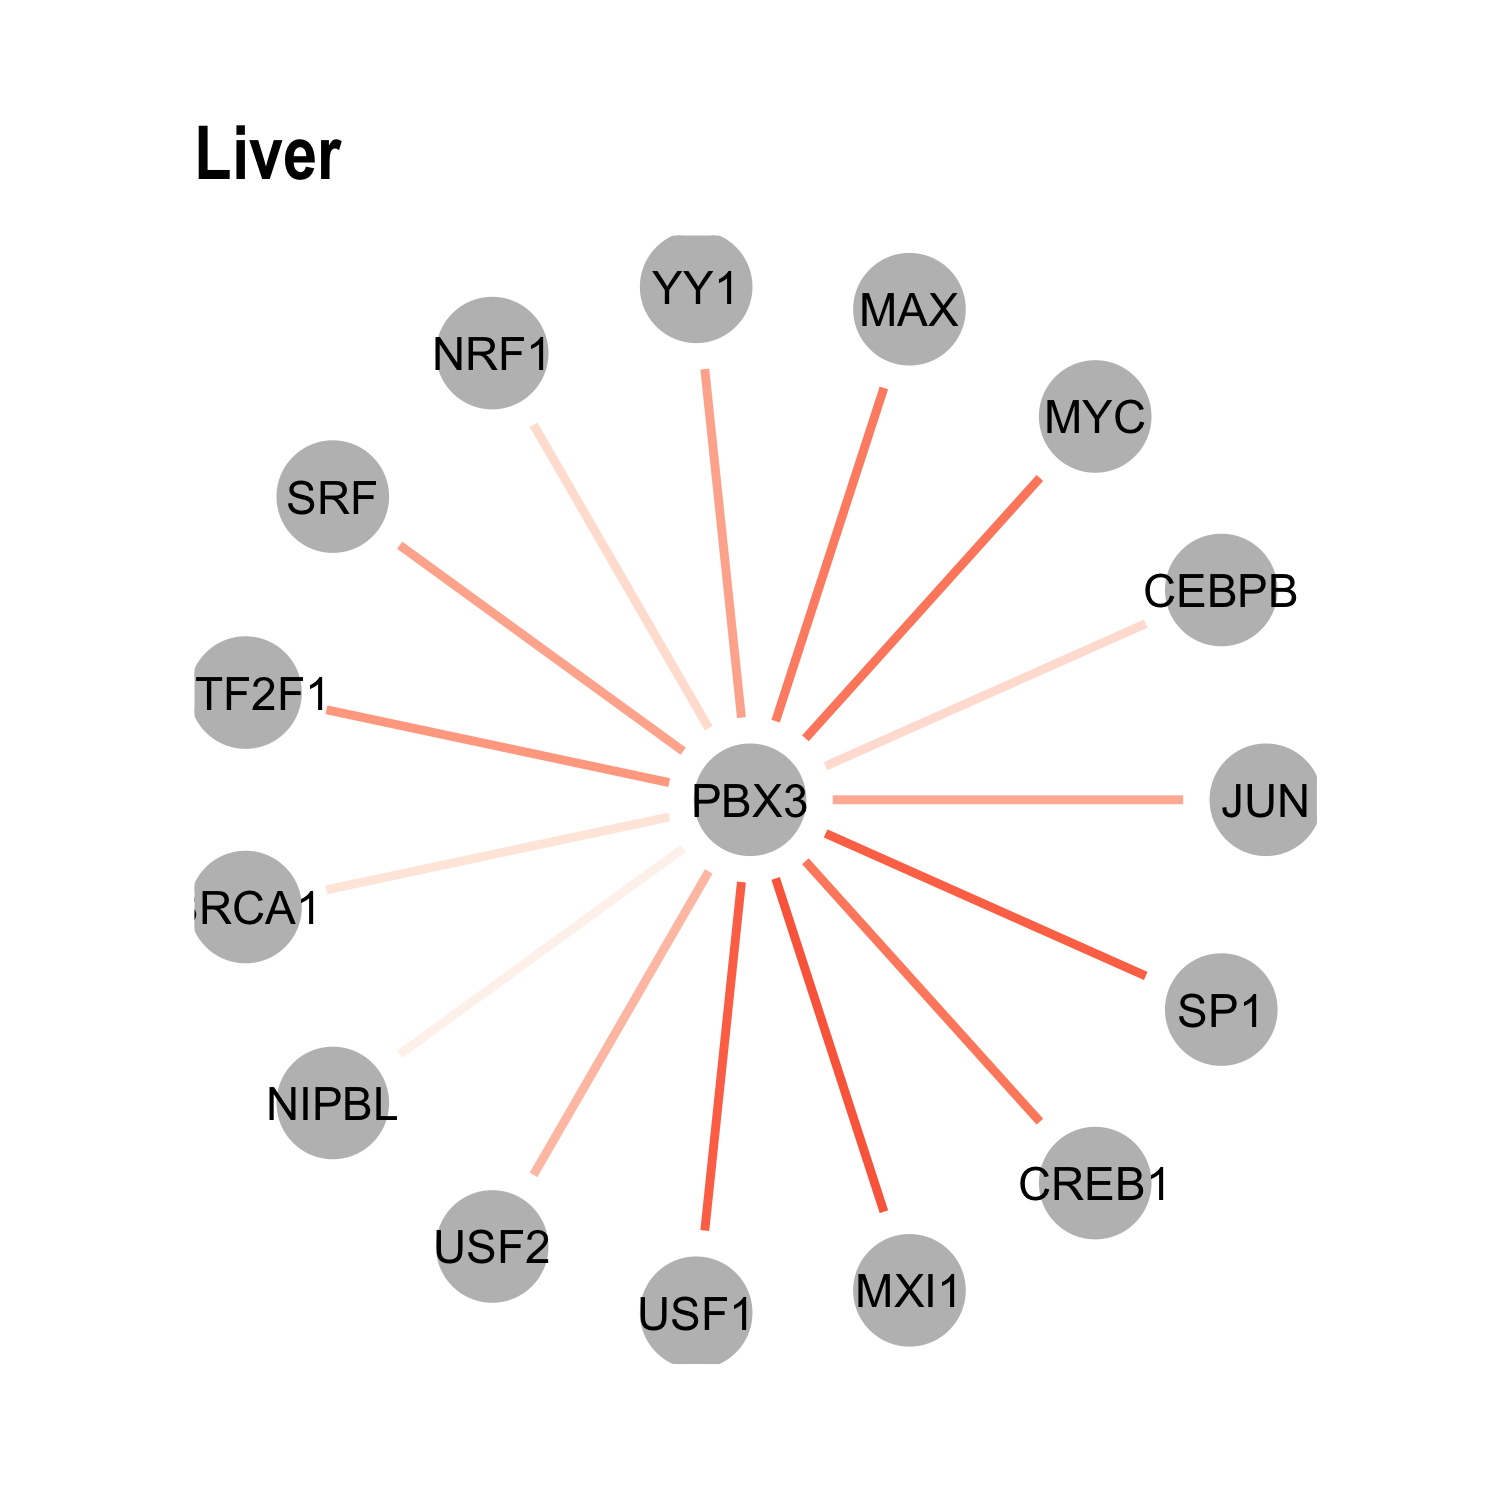 Liver
YY1
MAX
NRF1
MYC
SRF
CEBPB
TF2F1
PBX3
JUN
BRCA1
SP1
NIPBL
CREB1
USF2
MXI1
USF1